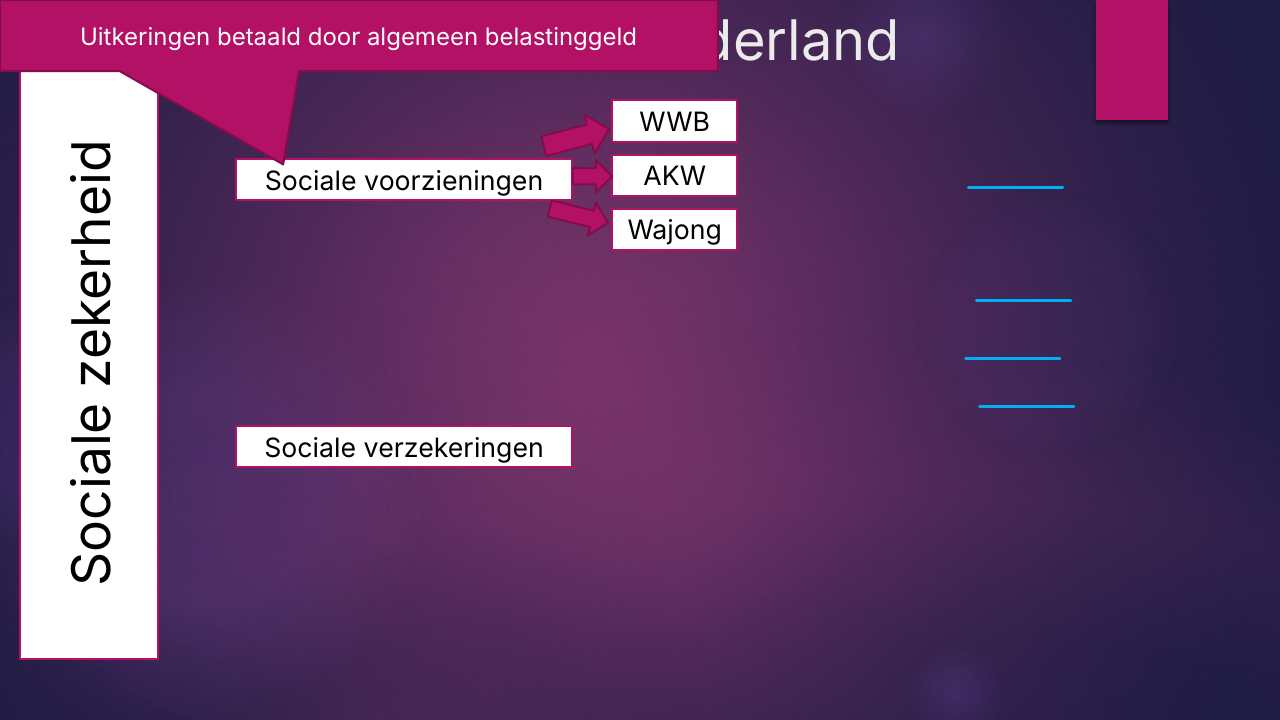 Uitkeringen betaald door algemeen belastinggeld
derland
Sociale zekerheid
Sociale voorzieningen
WWB
AKW
Wajong
Sociale verzekeringen